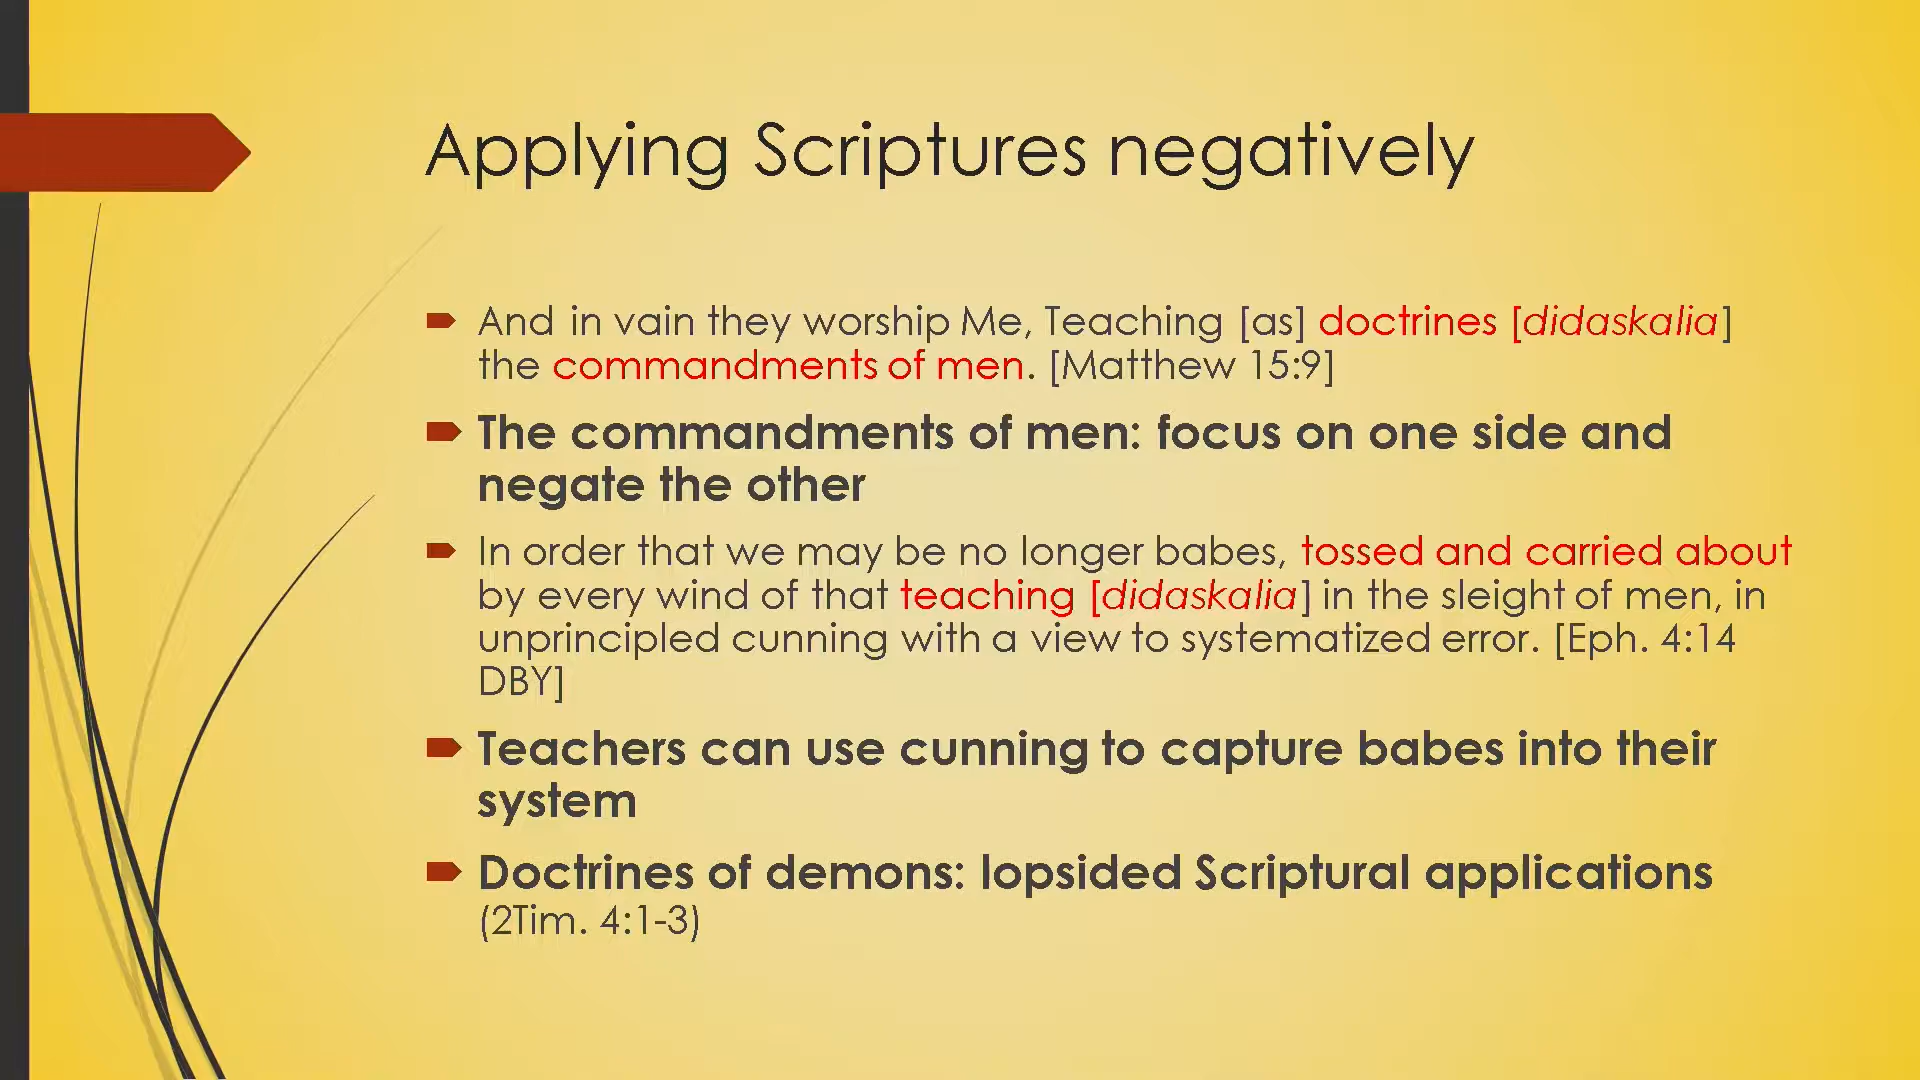 Applying Scriptures negatively
And in vain they worship Me, Teaching [as] doctrines [didaskalia]
the commandments of men. [Matthew 15:9]
The commandments of men: focus on one side and
negate the other
In order that we may be no longer babes, tossed and carried about
by every wind of that teaching [didaskalia] in the sleight of men, in
unprincipled cunning with a view to systematized error. [Eph. 4:14
DBY]
Teachers can use cunning to capture babes into their
system
Doctrines of demons: lopsided Scriptural applications
(2Tim. 4:1-3)